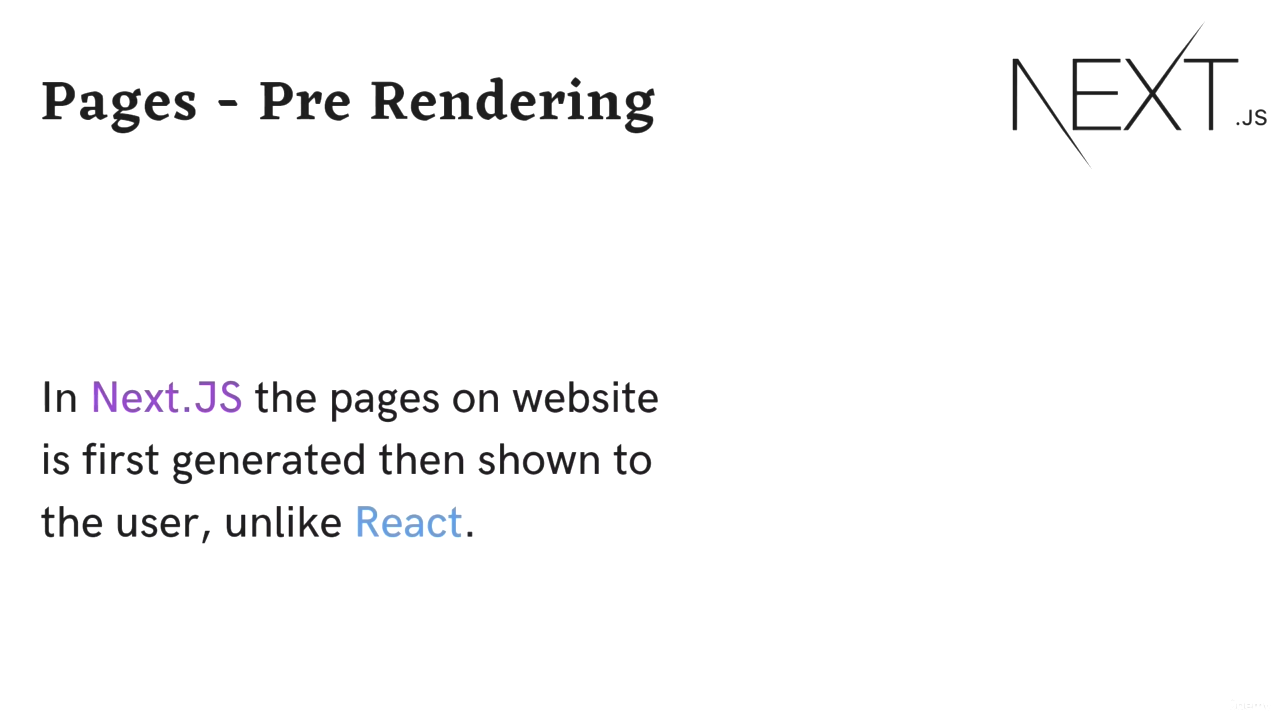 Pages - Pre Rendering
NEXT.JS
In Next.JS the pages on website
is first generated then shown to
the user, unlike React.